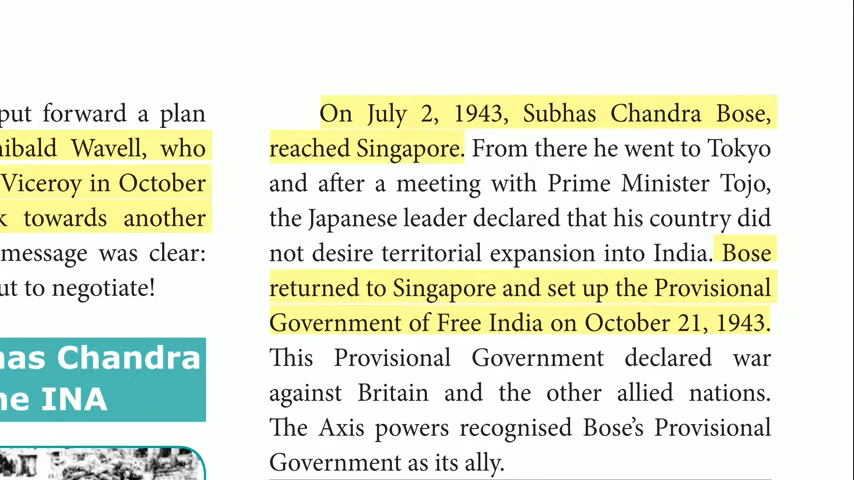 put forward a plan
Wavell, who
Viceroy in October
towards another
message was clear:
to negotiate!
Chandra
INA
On July 2, 1943, Subhas Chandra Bose,
reached Singapore. From there he went to Tokyo
and after a meeting with Prime Minister Tojo,
the Japanese leader declared that his country did
not desire territorial expansion into India. Bose
returned to Singapore and set up the Provisional
Government of Free India on October 21, 1943.
This Provisional Government declared war
against Britain and the other allied nations.
The Axis powers recognised Bose’s Provisional
Government as its ally.